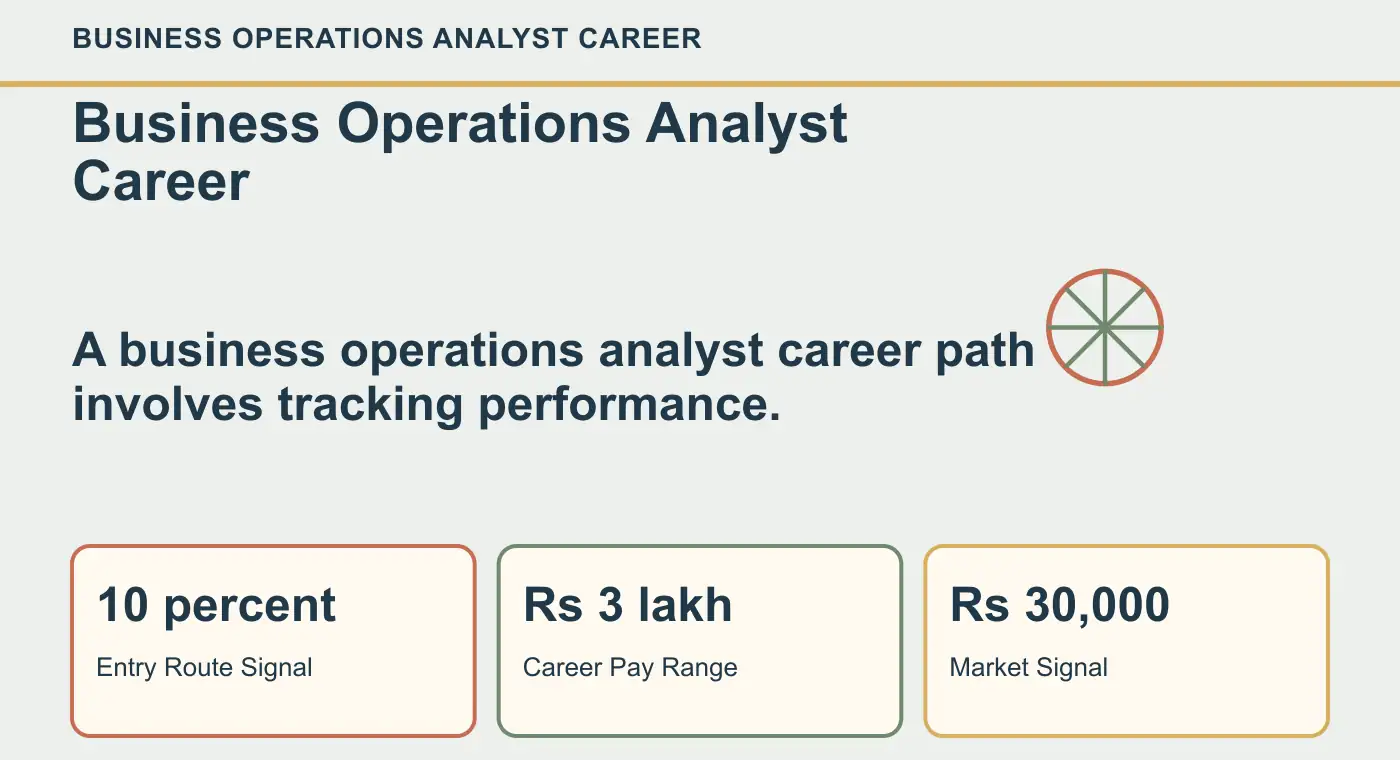 BUSINESS OPERATIONS ANALYST CAREER
Business Operations Analyst
Career
A business operations analyst career path
involves tracking performance.
10 percent
Entry Route Signal
Rs 3 lakh
Career Pay Range
Rs 30,000
Market Signal